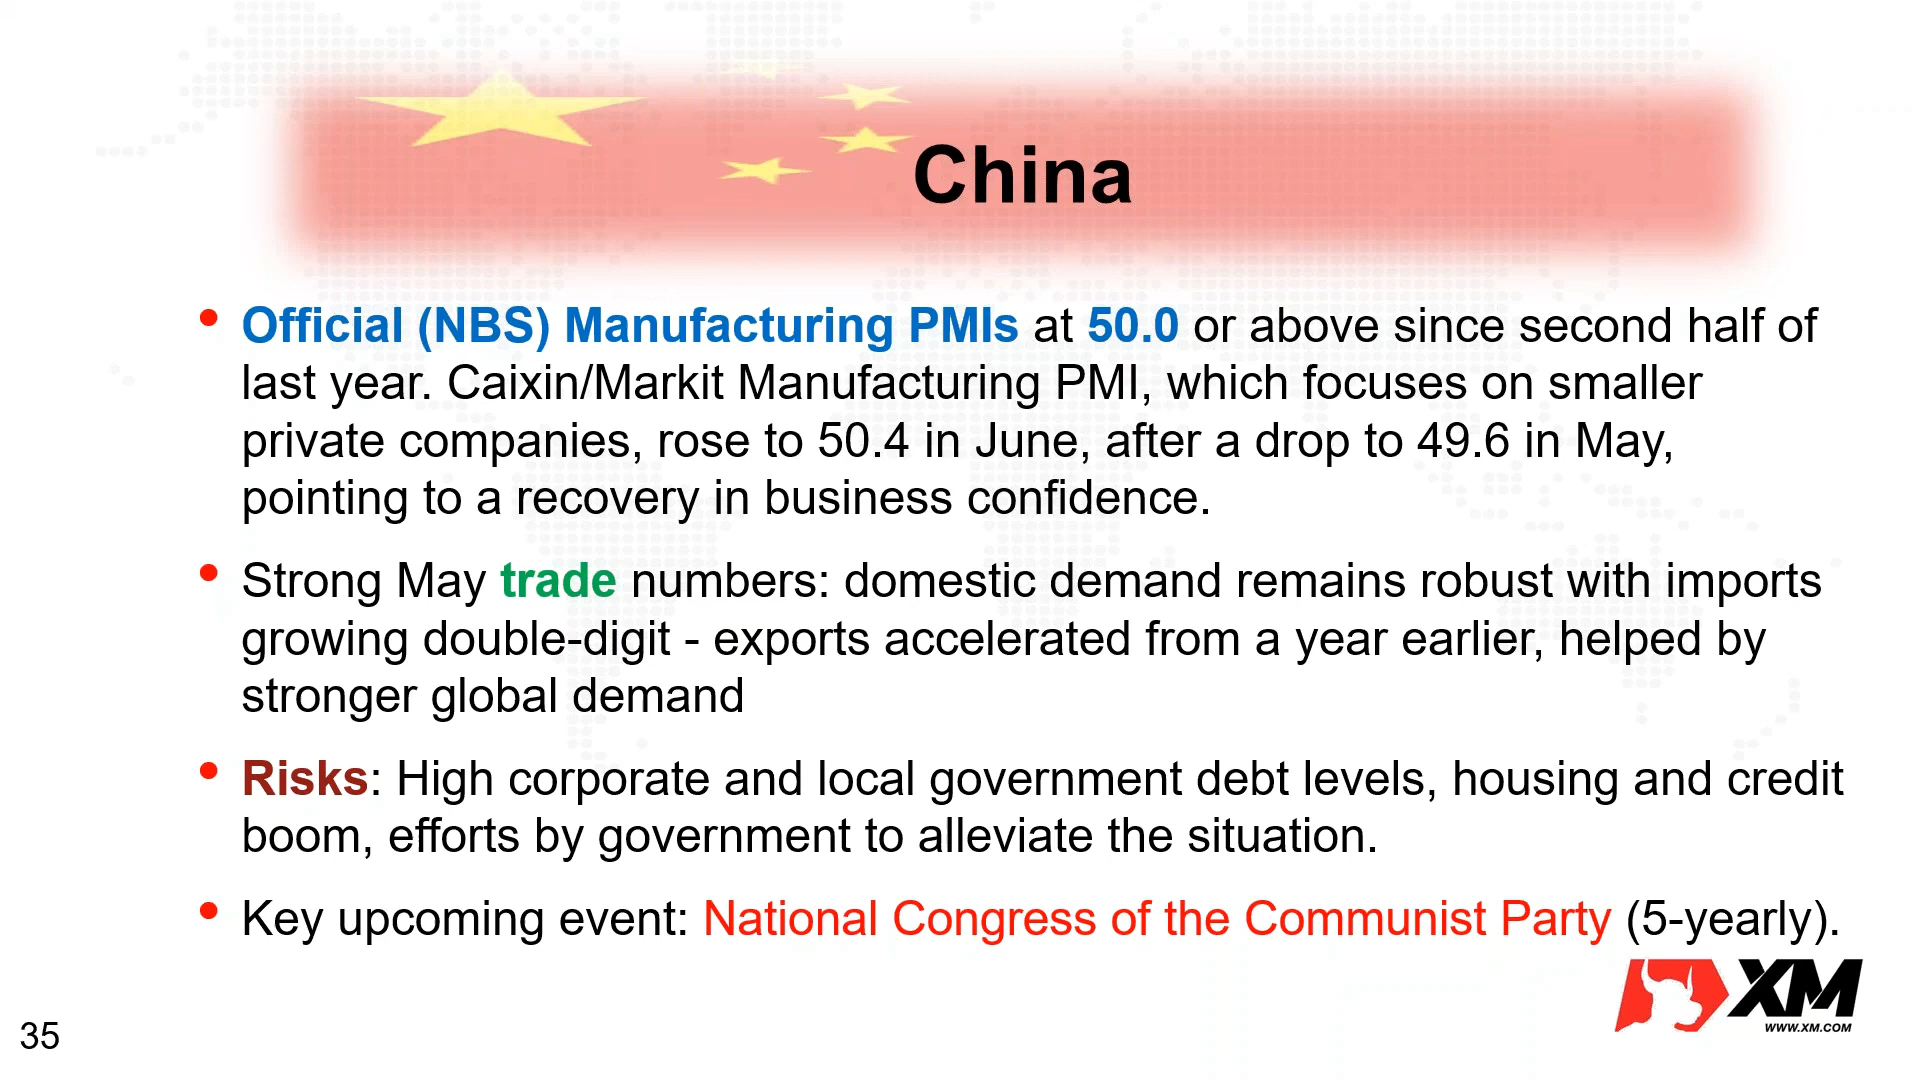 China
• Official (NBS) Manufacturing PMIs at 50.0 or above since second half of
last year. Caixin/Markit Manufacturing PMI, which focuses on smaller
private companies, rose to 50.4 in June, after a drop to 49.6 in May,
pointing to a recovery in business confidence.
• Strong May trade numbers: domestic demand remains robust with imports
growing double-digit - exports accelerated from a year earlier, helped by
stronger global demand
• Risks: High corporate and local government debt levels, housing and credit
boom, efforts by government to alleviate the situation.
• Key upcoming event: National Congress of the Communist Party (5-yearly).
XM
WWW.XM.COM
35